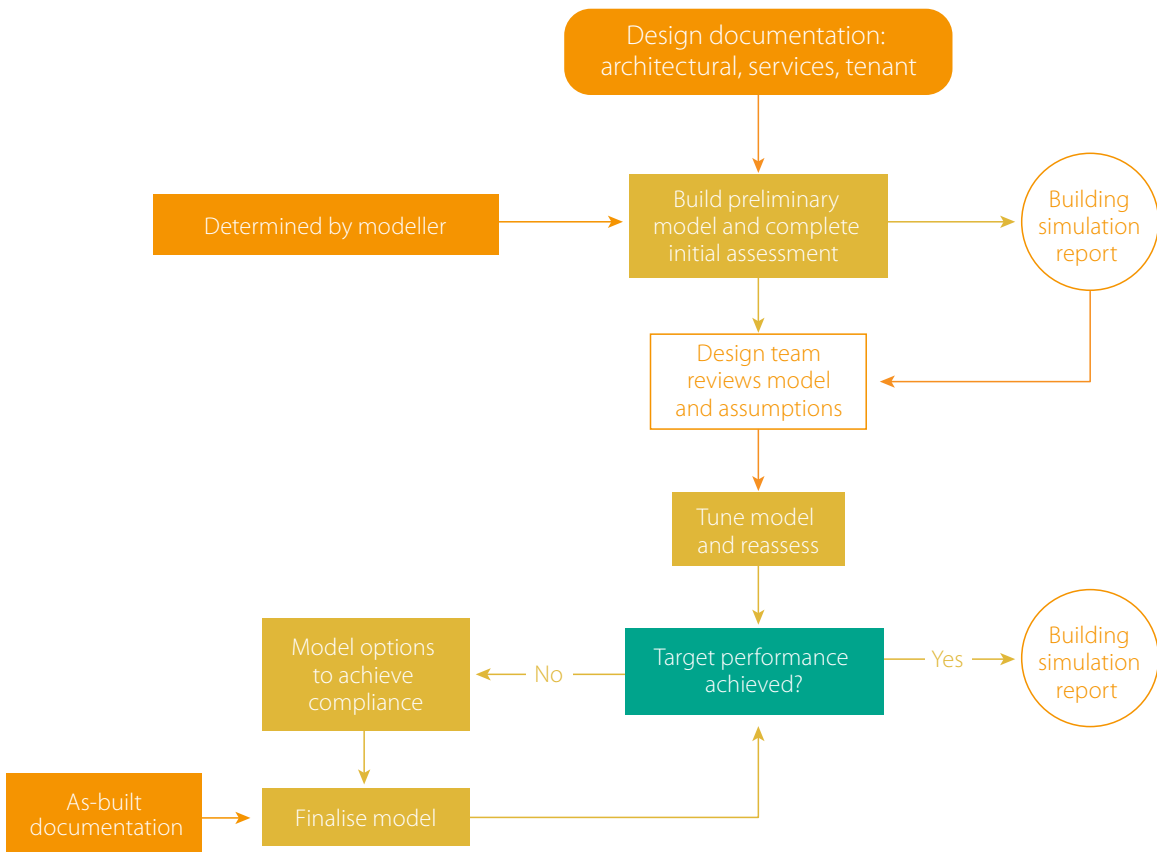 Design documentation:
architectural, services, tenant
Determined by modeller
Build preliminary
model and complete
initial assessment
Building
simulation
report
Design team
reviews model
and assumptions
Tune model
and reassess
Model options
to achieve
compliance
No
Target performance
achieved?
Yes
Building
simulation
report
As-built
documentation
Finalise model